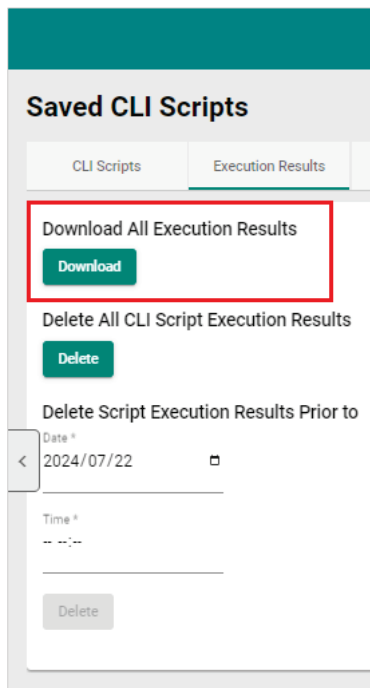 Saved CLI Scripts
CLI Scripts
Execution Results
Download All Execution Results
Download
Delete All CLI Script Execution Results
Delete
Delete Script Execution Results Prior to
Date *
2024/07/22
Time *
-- --:--
Delete